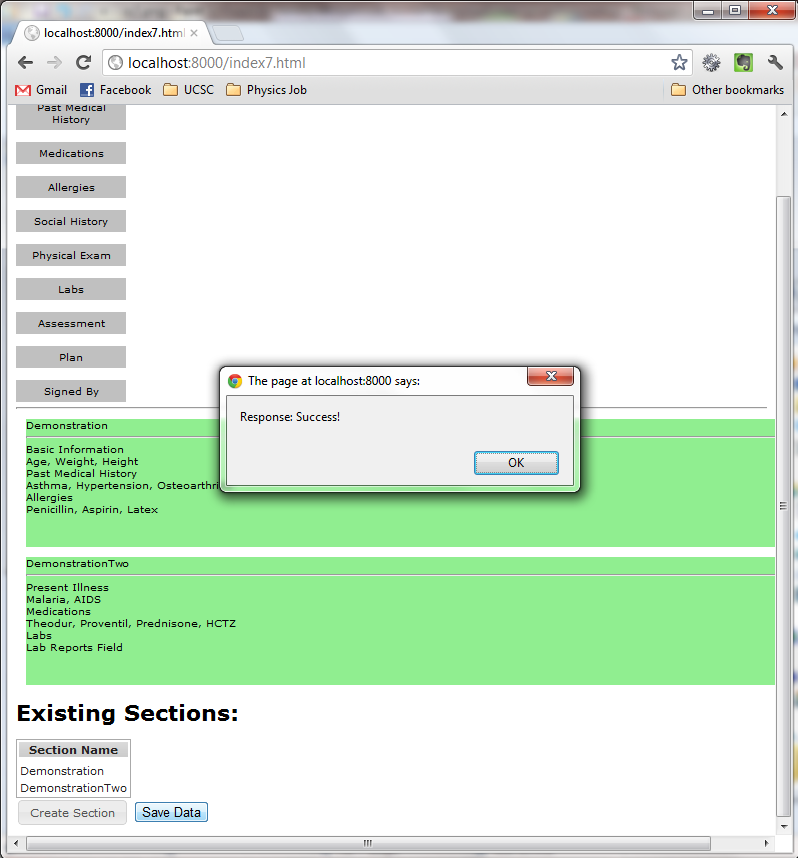 localhost:8000/index7.html
localhost:8000/index7.html
Gmail Facebook UCSC Physics Job Other bookmarks
Past Medical
History
Medications
Allergies
Social History
Physical Exam
Labs
Assessment
Plan
Signed By
The page at localhost:8000 says:
Response: Success!
OK
Demonstration
Basic Information
Age, Weight, Height
Past Medical History
Asthma, Hypertension, Osteoarthri
Allergies
Penicillin, Aspirin, Latex
DemonstrationTwo
Present Illness
Malaria, AIDS
Medications
Theodur, Proventil, Prednisone, HCTZ
Labs
Lab Reports Field
Existing Sections:
Section Name
Demonstration
DemonstrationTwo
Create Section Save Data